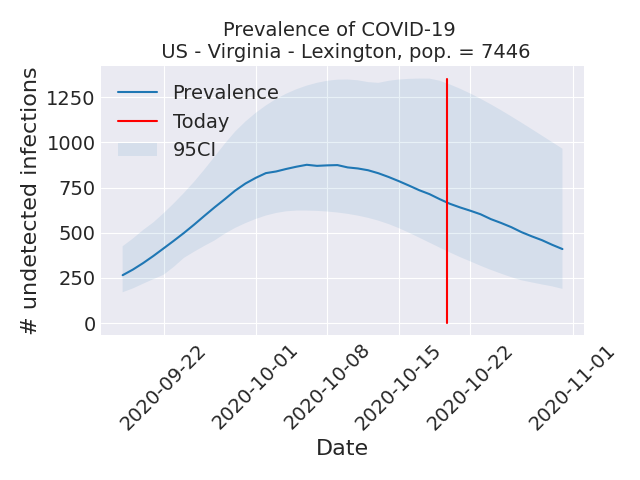 Prevalence of COVID-19
US - Virginia - Lexington, pop. = 7446
# undetected infections
1250
1000
750
500
250
0
Prevalence
Today
95CI
2020-09-22
2020-10-01
2020-10-08
2020-10-15
2020-10-22
2020-11-01
Date